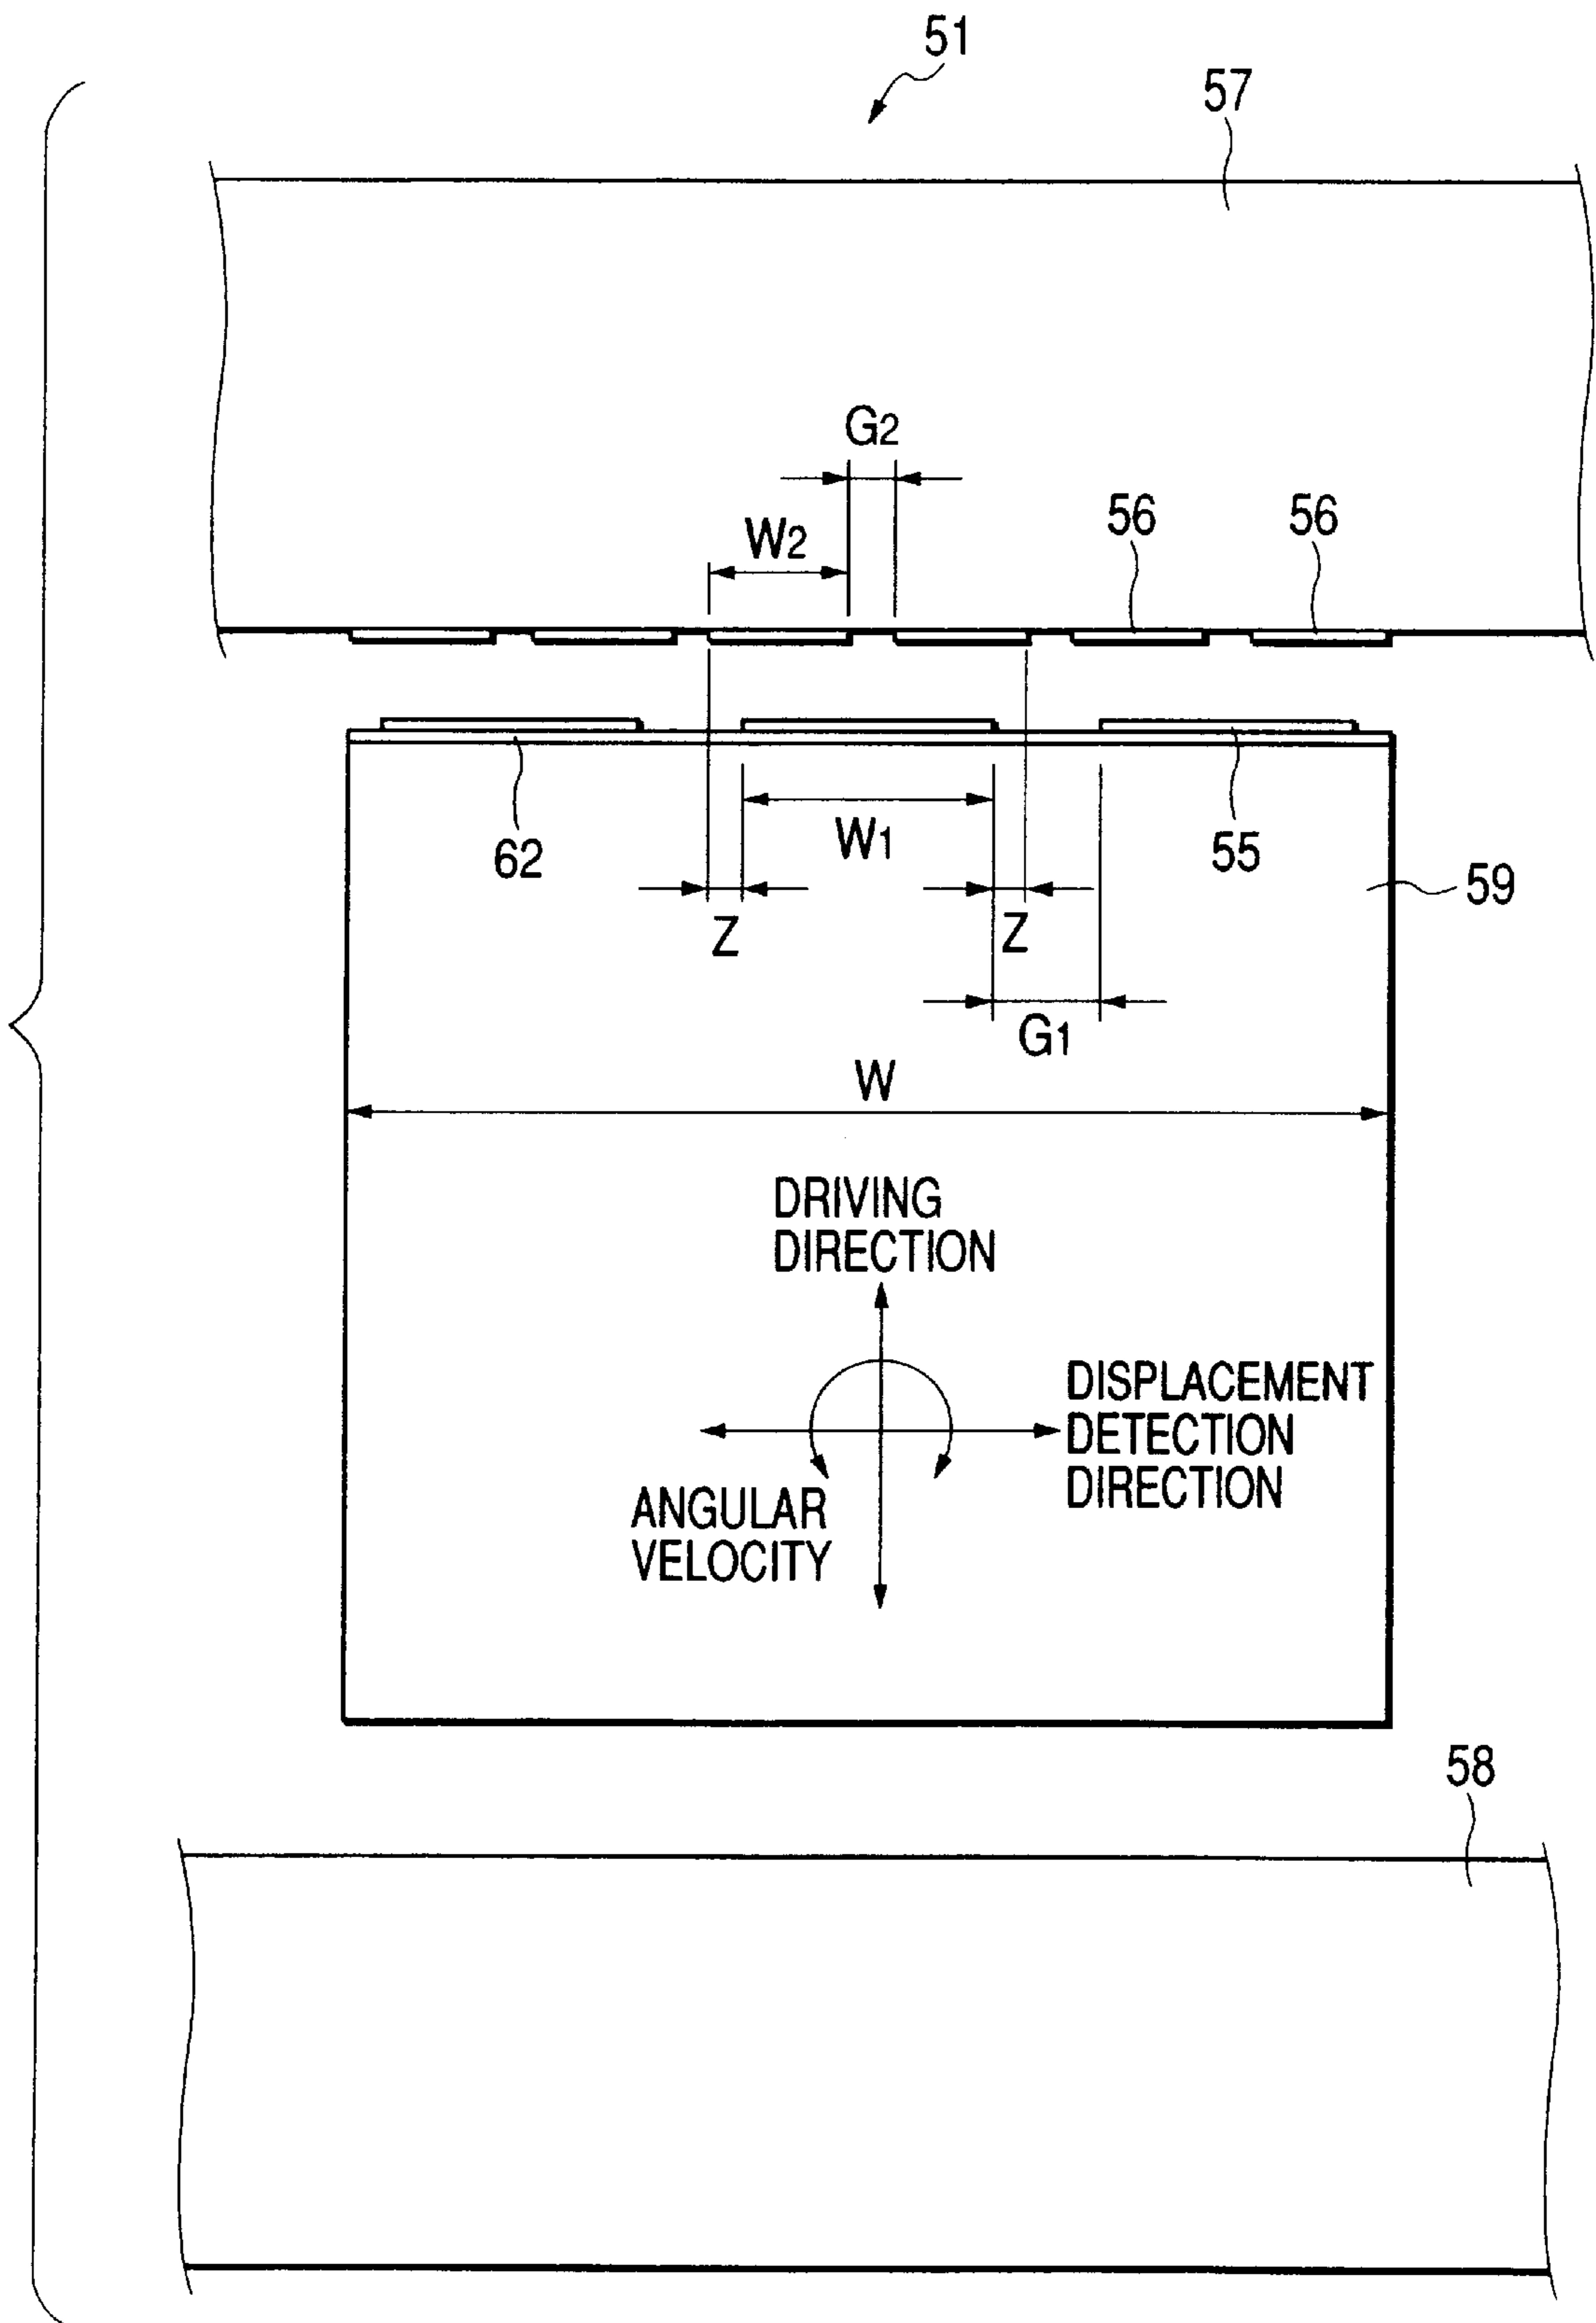 51
57
G2
W2
56
56
62
W1
55
59
Z
Z
G1
W
DRIVING
DIRECTION
DISPLACEMENT
DETECTION
DIRECTION
ANGULAR
VELOCITY
58